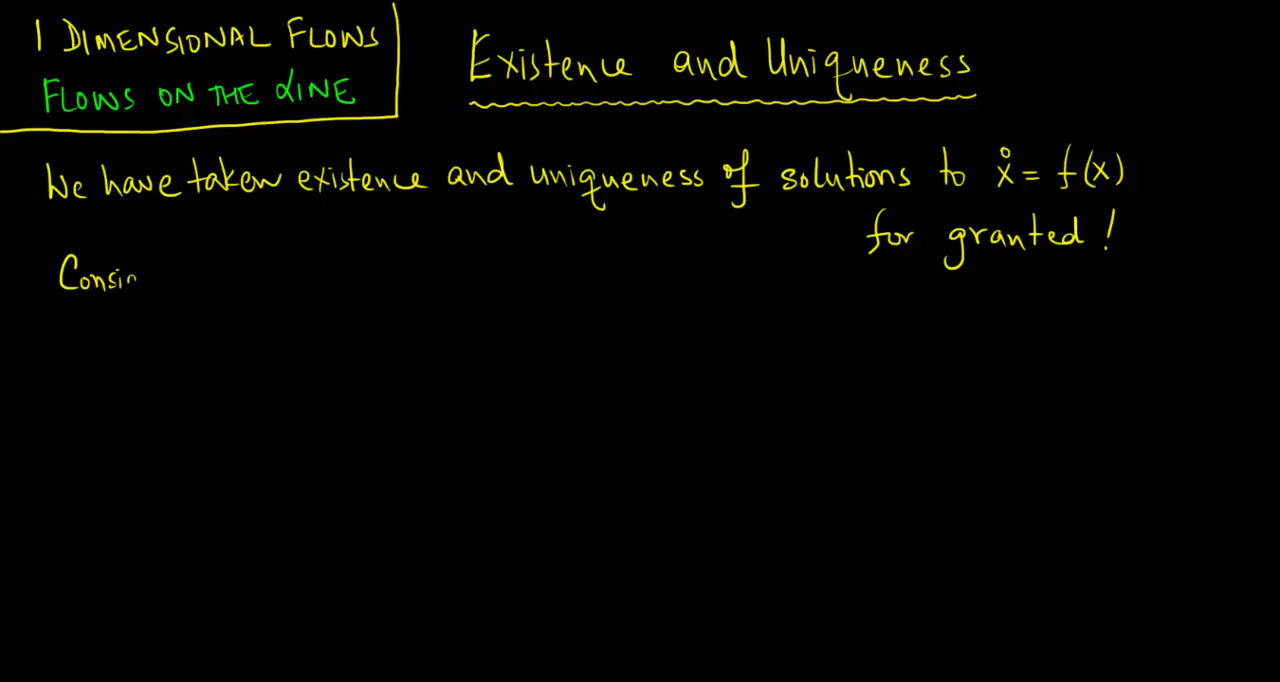 1 DIMENSIONAL FLOWS
FLOWS ON THE LINE
Existence and Uniqueness
We have taken existence and uniqueness of solutions to ẋ = f(x)
for granted!
Consi